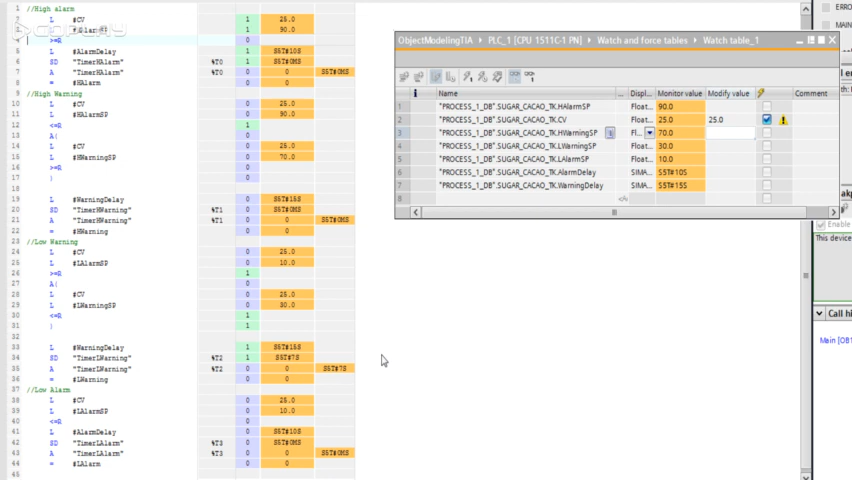 1 //High alarm
2 L #CV 1 25.0
3 1 90.0
4 >=R 0
5 L #AlarmDelay 0 S5T#10S
6 SD "TimerHAlarm" %T0 1 S5T#0MS
7 A "TimerHAlarm" %T0 0 0 S5T#0MS
8 = #HAlarm 0 0
9 //High Warning
10 L #CV 0 25.0
11 L #HAlarmSP 0 90.0
12 <=R 1
13 A( 0
14 L #CV 0 25.0
15 L #HWarningSP 0 70.0
16 >=R 0
17 ) 0
18
19 L #WarningDelay 0 S5T#15S
20 SD "TimerHWarning" %T1 0 S5T#0MS
21 A "TimerHWarning" %T1 0 0 S5T#0MS
22 = #HWarning 0 0
23 //Low Warning
24 L #CV 0 25.0
25 L #LAlarmSP 0 10.0
26 >=R 1
27 A( 0
28 L #CV 0 25.0
29 L #LWarningSP 0 30.0
30 <=R 1
31 ) 1
32
33 L #WarningDelay 1 S5T#15S
34 SD "TimerLWarning" %T2 1 S5T#7S
35 A "TimerLWarning" %T2 0 0 S5T#7S
36 = #LWarning 0 0
37 //Low Alarm
38 L #CV 0 25.0
39 L #LAlarmSP 0 10.0
40 <=R 0
41 L #AlarmDelay 0 S5T#10S
42 SD "TimerLAlarm" %T3 0 S5T#0MS
43 A "TimerLAlarm" %T3 0 0 S5T#0MS
44 = #LAlarm 0 0
45
ObjectModelingTIA PLC_1 [CPU 1511C-1 PN] Watch and force tables Watch table_1
i Name ... Displ... Monitor value Modify value Comment
1 "PROCESS_1_DB".SUGAR_CACAO_TK.HAlarmSP Float... 90.0
2 "PROCESS_1_DB".SUGAR_CACAO_TK.CV Float... 25.0 25.0
3 "PROCESS_1_DB".SUGAR_CACAO_TK.HWarningSP Fl... 70.0
4 "PROCESS_1_DB".SUGAR_CACAO_TK.LWarningSP Float... 30.0
5 "PROCESS_1_DB".SUGAR_CACAO_TK.LAlarmSP Float... 10.0
6 "PROCESS_1_DB".SUGAR_CACAO_TK.AlarmDelay SIMA... S5T#10S
7 "PROCESS_1_DB".SUGAR_CACAO_TK.WarningDelay SIMA... S5T#15S
8
ERRO
MAIN
Enable
This device
Call hi
Main [OB1